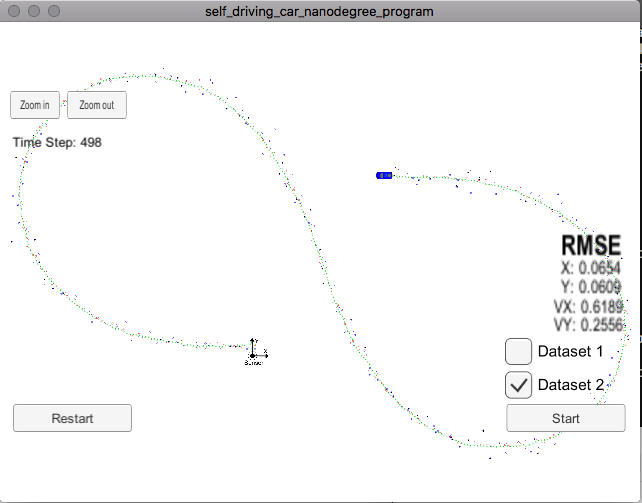 self_driving_car_nanodegree_program
Zoom in
Zoom out
Time Step: 498
RMSE
X: 0.0654
Y: 0.0609
VX: 0.6189
VY: 0.2556
Y
X
Sensor
Dataset 1
Dataset 2
Restart
Start